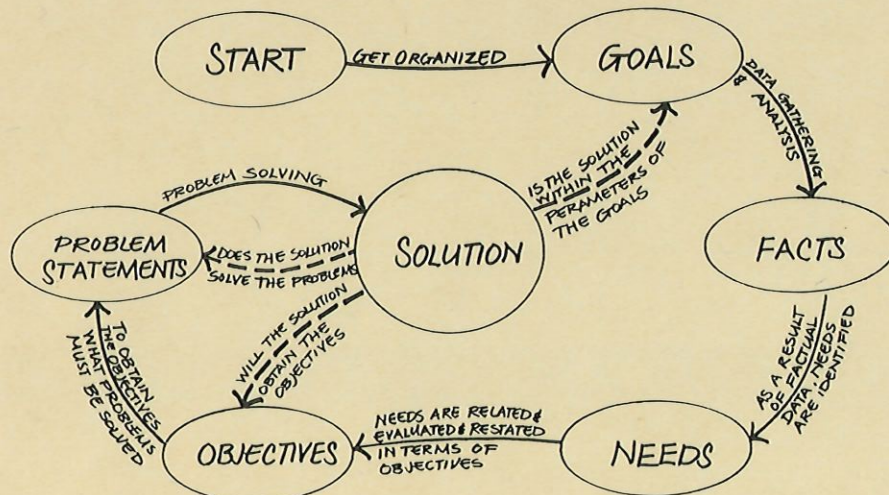 START
GET ORGANIZED
GOALS
DATA GATHERING
& ANALYSIS
FACTS
AS A RESULT
OF FACTUAL
DATA, NEEDS
ARE IDENTIFIED
NEEDS
NEEDS ARE RELATED &
EVALUATED & RESTATED
IN TERMS OF
OBJECTIVES
OBJECTIVES
TO OBTAIN
THE OBJECTIVES
WHAT PROBLEMS
MUST BE SOLVED
PROBLEM
STATEMENTS
PROBLEM SOLVING
SOLUTION
DOES THE SOLUTION
SOLVE THE PROBLEMS
WILL THE SOLUTION
OBTAIN THE
OBJECTIVES
IS THE SOLUTION
WITHIN THE
PERAMETERS OF
THE GOALS